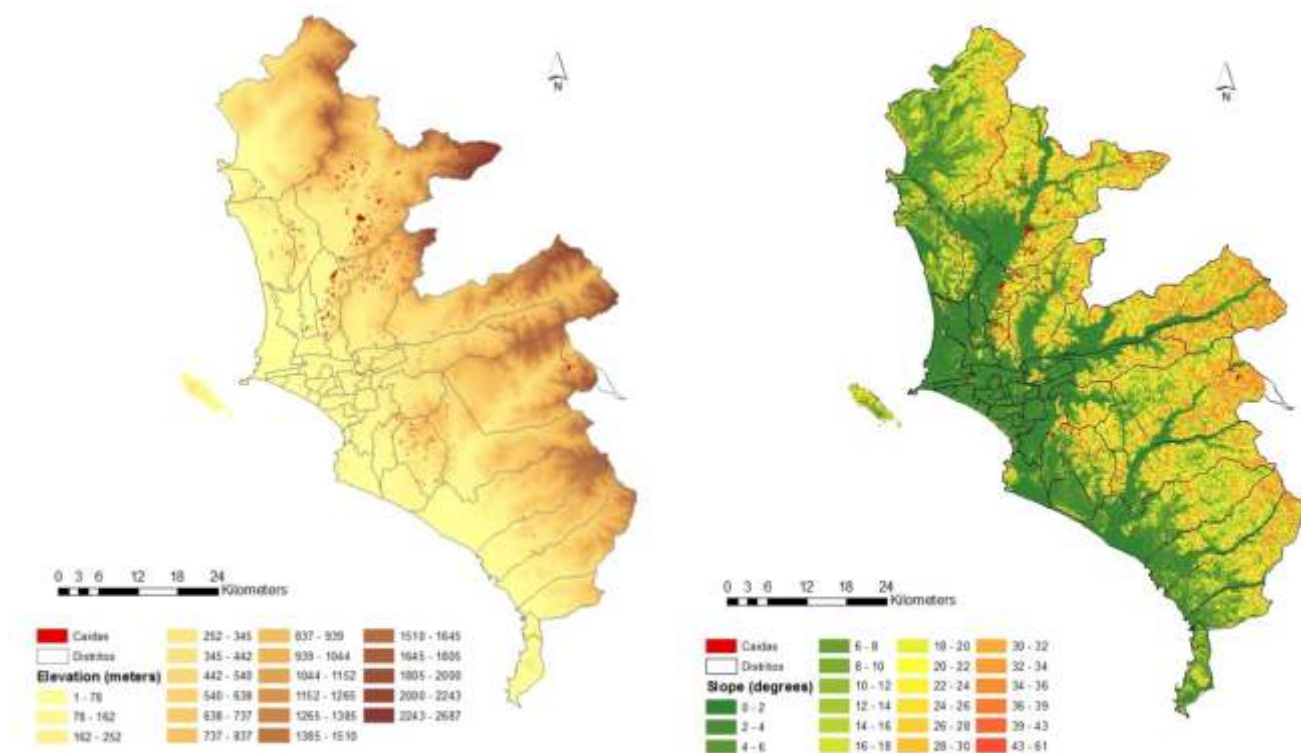 N
0 3 6 12 18 24
Kilometers
Caidas
Distritos
Elevation (meters)
1 - 78
78 - 162
162 - 252
252 - 345
345 - 442
442 - 540
540 - 638
638 - 737
737 - 837
837 - 939
939 - 1044
1044 - 1152
1152 - 1265
1265 - 1385
1385 - 1510
1510 - 1645
1645 - 1805
1805 - 2000
2000 - 2243
2243 - 2687
N
0 3 6 12 18 24
Kilometers
Caidas
Distritos
Slope (degrees)
0 - 2
2 - 4
4 - 6
6 - 8
8 - 10
10 - 12
12 - 14
14 - 16
16 - 18
18 - 20
20 - 22
22 - 24
24 - 26
26 - 28
28 - 30
30 - 32
32 - 34
34 - 36
36 - 39
39 - 43
43 - 61